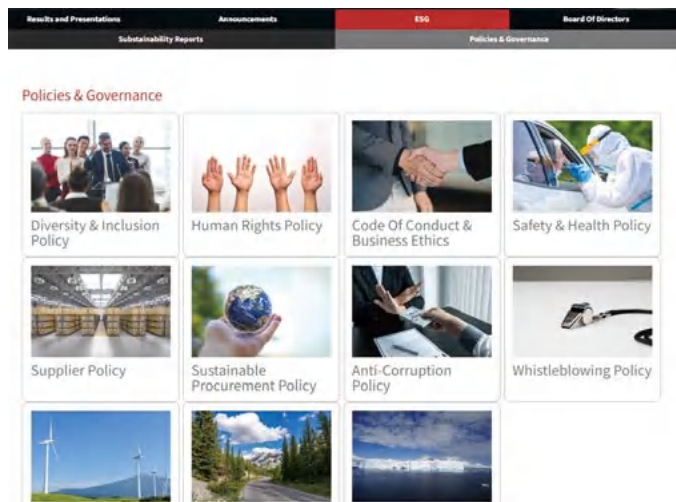 Results and Presentations
Announcements
ESG
Board Of Directors
Substainability Reports
Policies & Governance
Policies & Governance
Diversity & Inclusion
Policy
Human Rights Policy
Code Of Conduct &
Business Ethics
Safety & Health Policy
Supplier Policy
Sustainable
Procurement Policy
Anti-Corruption
Policy
Whistleblowing Policy